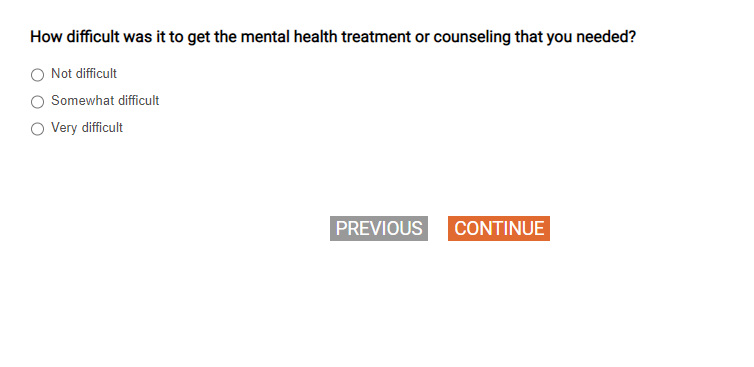 How difficult was it to get the mental health treatment or counseling that you needed?
Not difficult
Somewhat difficult
Very difficult
PREVIOUS CONTINUE